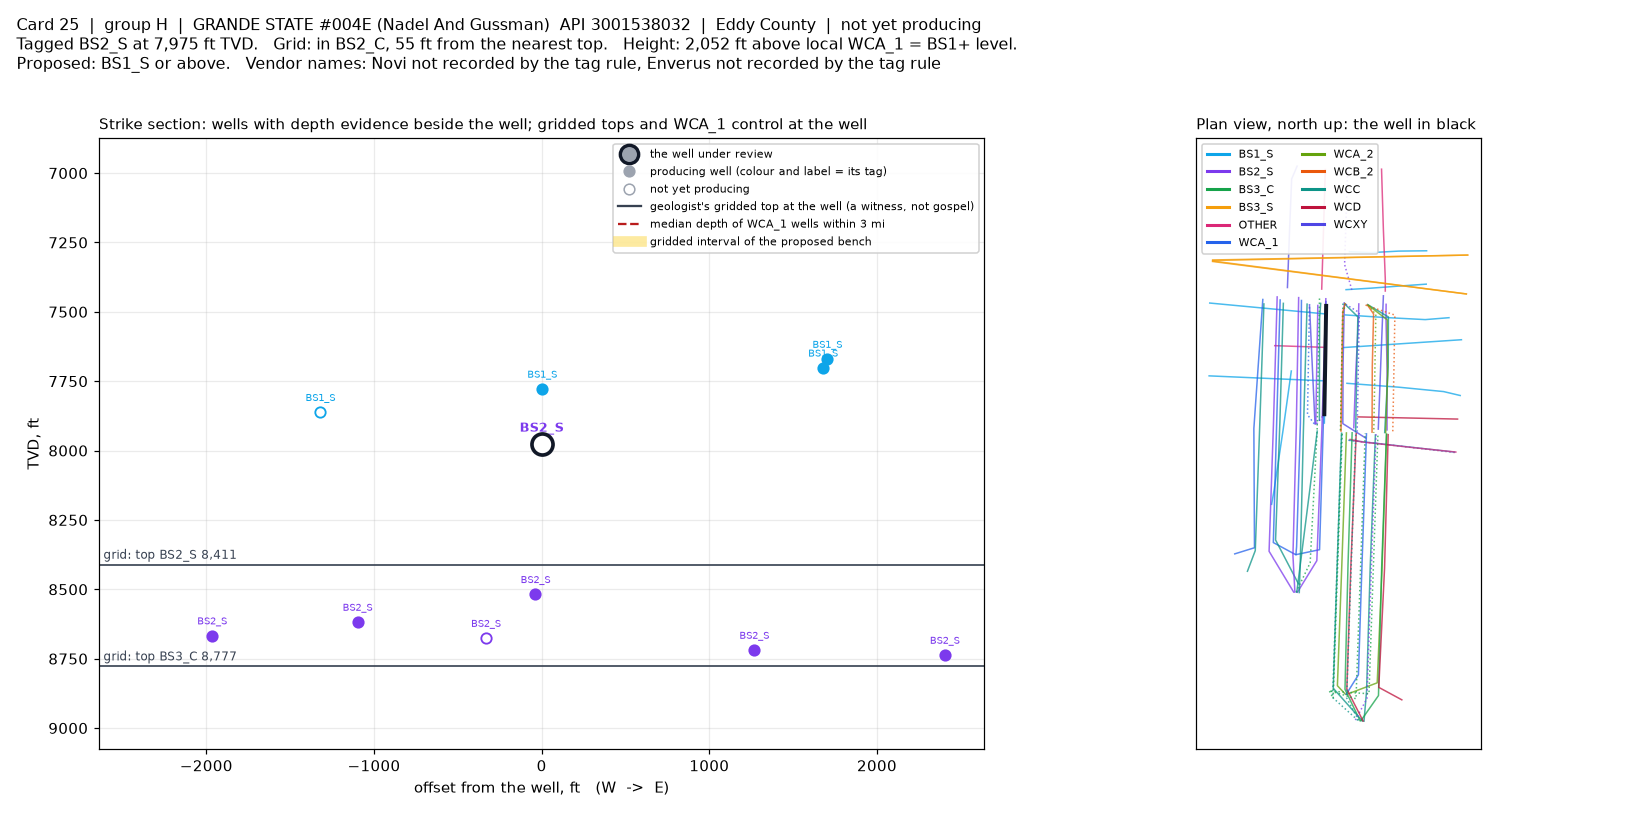 Card 25  |  group H  |  GRANDE STATE #004E (Nadel And Gussman)  API 3001538032  |  Eddy County  |  not yet producing
Tagged BS2_S at 7,975 ft TVD.   Grid: in BS2_C, 55 ft from the nearest top.   Height: 2,052 ft above local WCA_1 = BS1+ level.
Proposed: BS1_S or above.   Vendor names: Novi not recorded by the tag rule, Enverus not recorded by the tag rule
Strike section: wells with depth evidence beside the well; gridded tops and WCA_1 control at the well
the well under review
producing well (colour and label = its tag)
not yet producing
geologist's gridded top at the well (a witness, not gospel)
median depth of WCA_1 wells within 3 mi
gridded interval of the proposed bench
TVD, ft
7000
7250
7500
7750
8000
8250
8500
8750
9000
BS1_S
BS1_S
BS1_S
BS1_S
BS2_S
grid: top BS2_S 8,411
BS2_S
BS2_S
BS2_S
BS2_S
BS2_S
BS2_S
grid: top BS3_C 8,777
−2000
−1000
0
1000
2000
offset from the well, ft   (W  ->  E)
Plan view, north up: the well in black
BS1_S
BS2_S
BS3_C
BS3_S
OTHER
WCA_1
WCA_2
WCB_2
WCC
WCD
WCXY